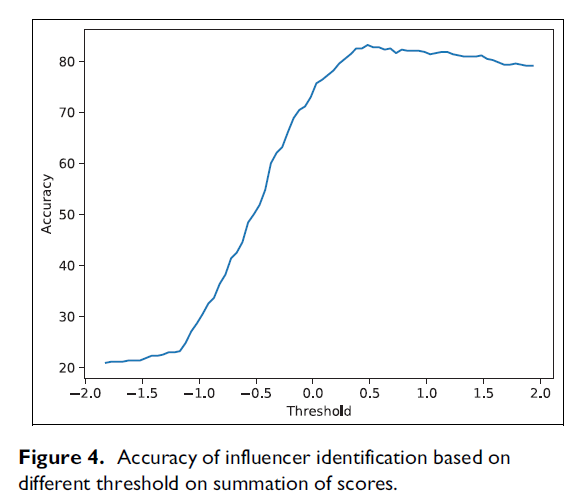 80
70
60
50
40
30
20
Accuracy
−2.0 −1.5 −1.0 −0.5 0.0 0.5 1.0 1.5 2.0
Threshold
Figure 4. Accuracy of influencer identification based on
different threshold on summation of scores.